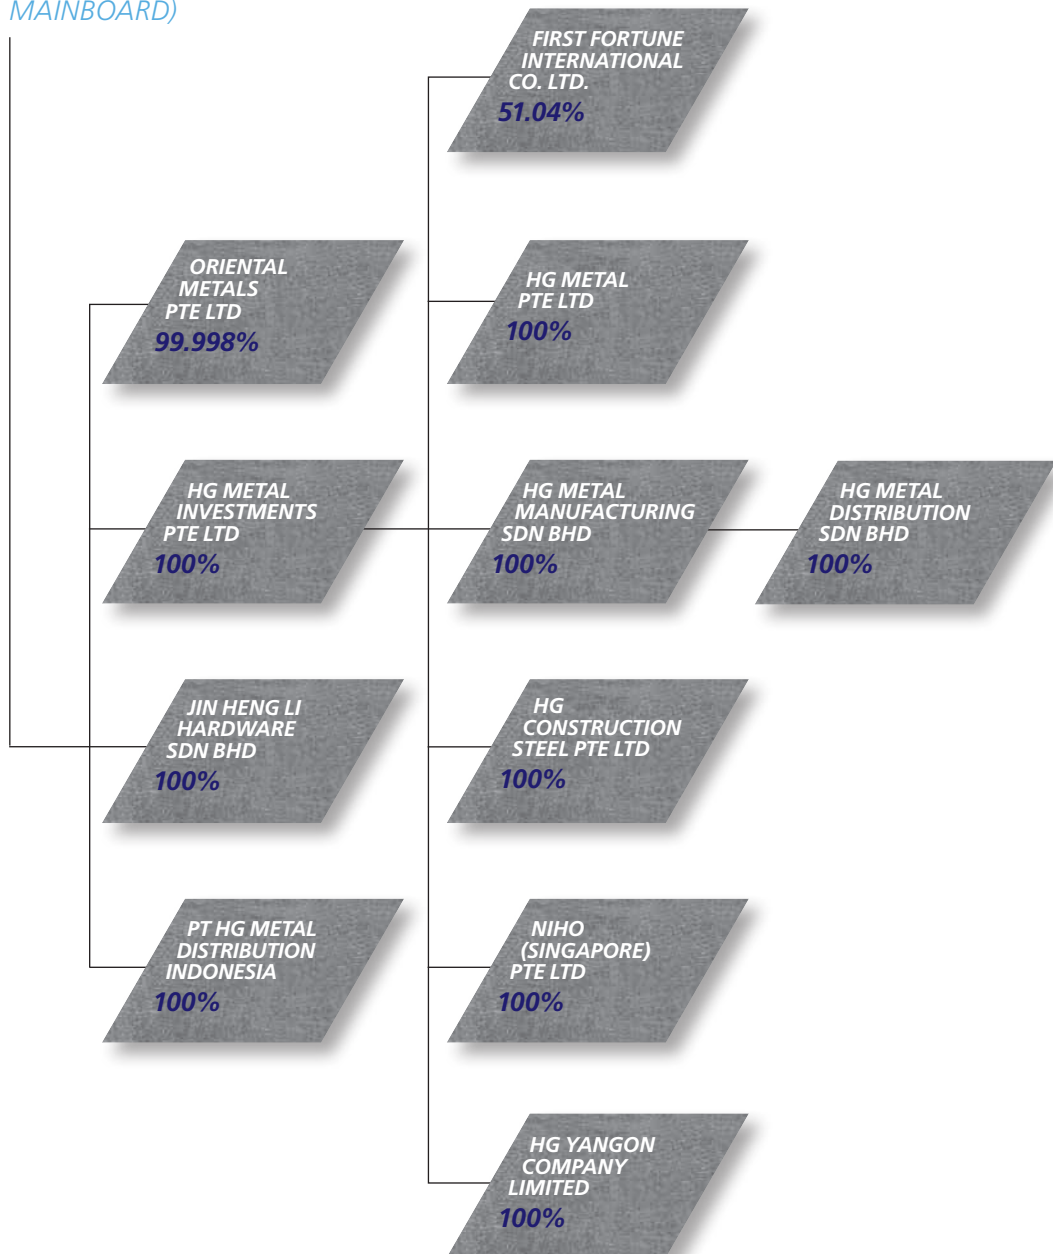 MAINBOARD)
FIRST FORTUNE
INTERNATIONAL
CO. LTD.
51.04%
ORIENTAL
METALS
PTE LTD
99.998%
HG METAL
PTE LTD
100%
HG METAL
INVESTMENTS
PTE LTD
100%
HG METAL
MANUFACTURING
SDN BHD
100%
HG METAL
DISTRIBUTION
SDN BHD
100%
JIN HENG LI
HARDWARE
SDN BHD
100%
HG
CONSTRUCTION
STEEL PTE LTD
100%
PT HG METAL
DISTRIBUTION
INDONESIA
100%
NIHO
(SINGAPORE)
PTE LTD
100%
HG YANGON
COMPANY
LIMITED
100%